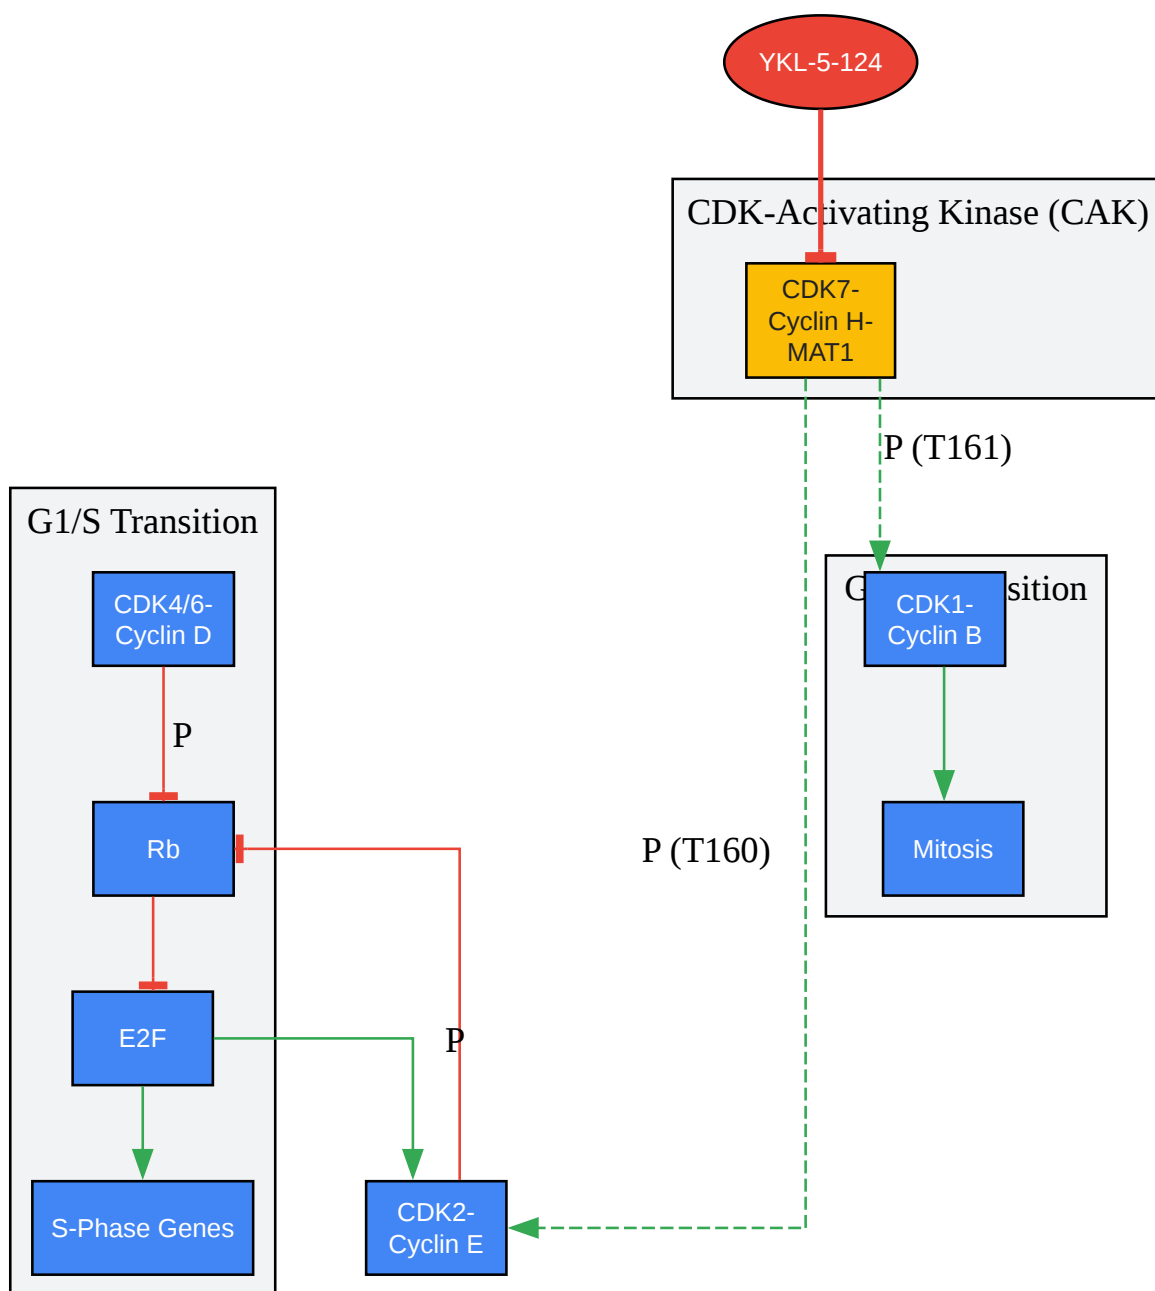 YKL-5-124
CDK-Activating Kinase (CAK)
CDK7-
Cyclin H-
MAT1
P (T161)
G1/S Transition
CDK4/6-
Cyclin D
CDK1-
Cyclin B
P
Rb
P (T160)
Mitosis
E2F
P
S-Phase Genes
CDK2-
Cyclin E